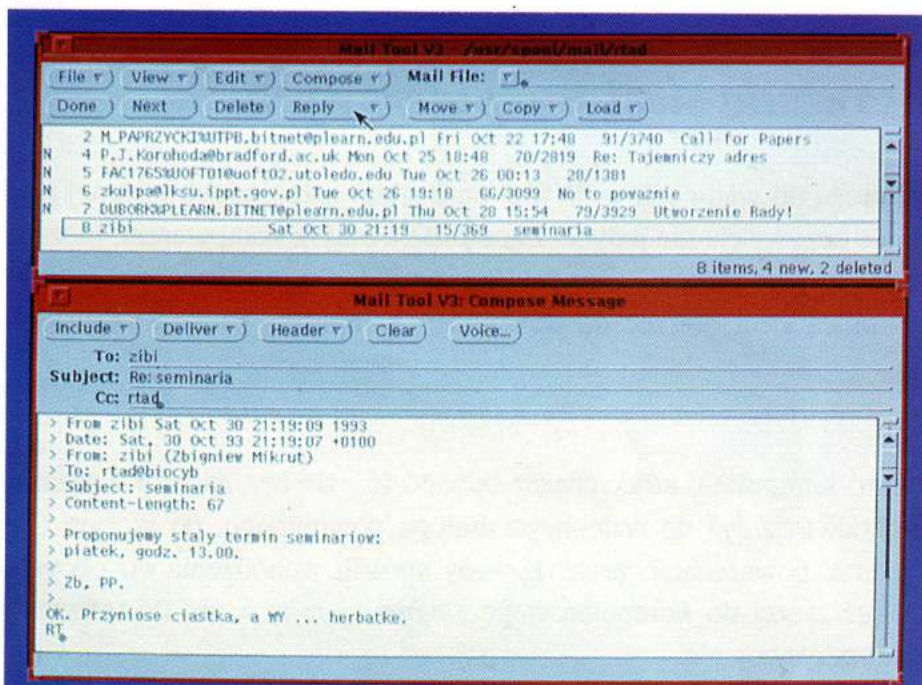 Mail Tool V3 - /usr/spool/mail/rtad
File View Edit Compose Mail File:
Done Next Delete Reply Move Copy Load
2 M_PAPRZYCKI%UTPB.bitnet@plearn.edu.pl Fri Oct 22 17:48 91/3740 Call for Papers
N 4 P.J.Korohoda@bradford.ac.uk Mon Oct 25 18:48 70/2819 Re: Tajemniczy adres
N 5 FAC1765%UOFT01@uoft02.utoledo.edu Tue Oct 26 00:13 28/1381
N 6 zkulpa@lksu.ippt.gov.pl Tue Oct 26 19:18 66/3099 No to powaznie
N 7 DUBORK%PLEARN.BITNET@plearn.edu.pl Thu Oct 28 15:54 79/3929 Utworzenie Rady!
8 zibi Sat Oct 30 21:19 15/369 seminaria
8 items, 4 new, 2 deleted
Mail Tool V3: Compose Message
Include Deliver Header Clear Voice...
To: zibi
Subject: Re: seminaria
Cc: rtad
> From zibi Sat Oct 30 21:19:09 1993
> Date: Sat, 30 Oct 93 21:19:07 +0100
> From: zibi (Zbigniew Mikrut)
> To: rtad@biocyb
> Subject: seminaria
> Content-Length: 67
>
> Proponujemy staly termin seminariow:
> piatek, godz. 13.00.
>
> Zb, PP.
>
OK. Przyniose ciastka, a WY ... herbatke.
RT